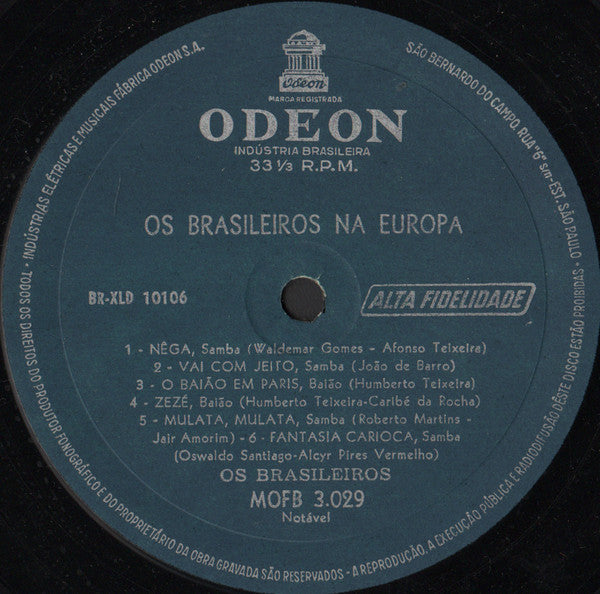 Odeon
MARCA REGISTRADA
ODEON
INDÚSTRIA BRASILEIRA
33 1/3 R.P.M.
OS BRASILEIROS NA EUROPA
BR-XLD 10106
ALTA FIDELIDADE
1 - NÊGA, Samba (Waldemar Gomes - Afonso Teixeira)
2 - VAI COM JEITO, Samba (João de Barro)
3 - O BAIÃO EM PARIS, Baião (Humberto Teixeira)
4 - ZEZÉ, Baião (Humberto Teixeira-Caribé da Rocha)
5 - MULATA, MULATA, Samba (Roberto Martins -
Jair Amorim) - 6 - FANTASIA CARIOCA, Samba
(Oswaldo Santiago-Alcyr Pires Vermelho)
OS BRASILEIROS
MOFB 3.029
Notável
INDÚSTRIAS ELÉTRICAS E MUSICAIS FÁBRICA ODEON S.A.
SÃO BERNARDO DO CAMPO, RUA "6" s/n-EST. SÃO PAULO
TODOS OS DIREITOS DO PRODUTOR FONOGRÁFICO E DO PROPRIETÁRIO DA OBRA GRAVADA SÃO RESERVADOS - A REPRODUÇÃO, A EXECUÇÃO PÚBLICA E RADIODIFUSÃO DÊSTE DISCO ESTÃO PROIBIDAS -